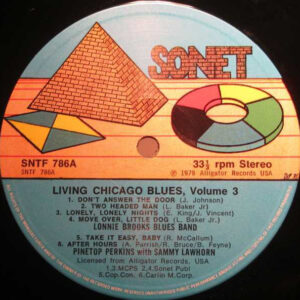 SONET
SNTF 786A
SNTF 786A
33⅓ rpm Stereo
℗ 1979 Alligator Records USA
LIVING CHICAGO BLUES, Volume 3
1. DON'T ANSWER THE DOOR (J. Johnson)
2. TWO HEADED MAN (L. Baker Jr)
3. LONELY, LONELY NIGHTS (E. King/J. Vincent)
4. MOVE OVER, LITTLE DOG (L. Baker Jr.)
LONNIE BROOKS BLUES BAND
5. TAKE IT EASY, BABY (R. McCallum)
6. AFTER HOURS (A. Parrish/R. Bruce/B. Feyne)
PINETOP PERKINS with SAMMY LAWHORN
Licensed from Alligator Records, USA
1,3.MCPS 2,4.Sonet Publ
5.Cop.Con. 6.Carlin Music Corp.